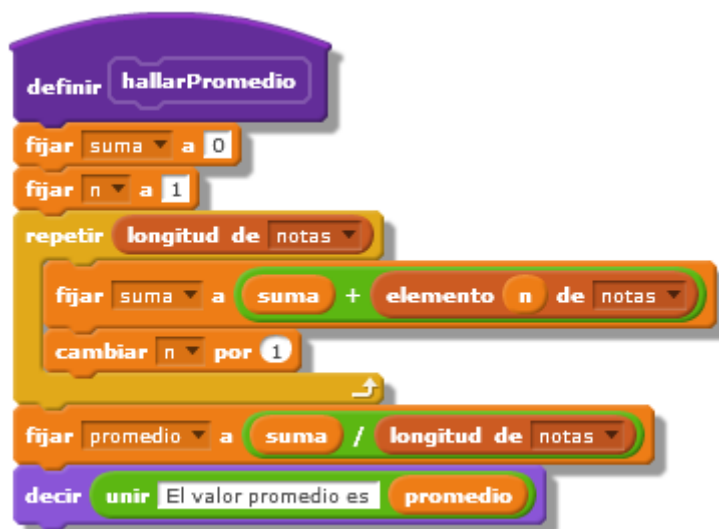 definir hallarPromedio
fijar suma a 0
fijar n a 1
repetir longitud de notas
fijar suma a suma + elemento n de notas
cambiar n por 1
fijar promedio a suma / longitud de notas
decir unir El valor promedio es promedio